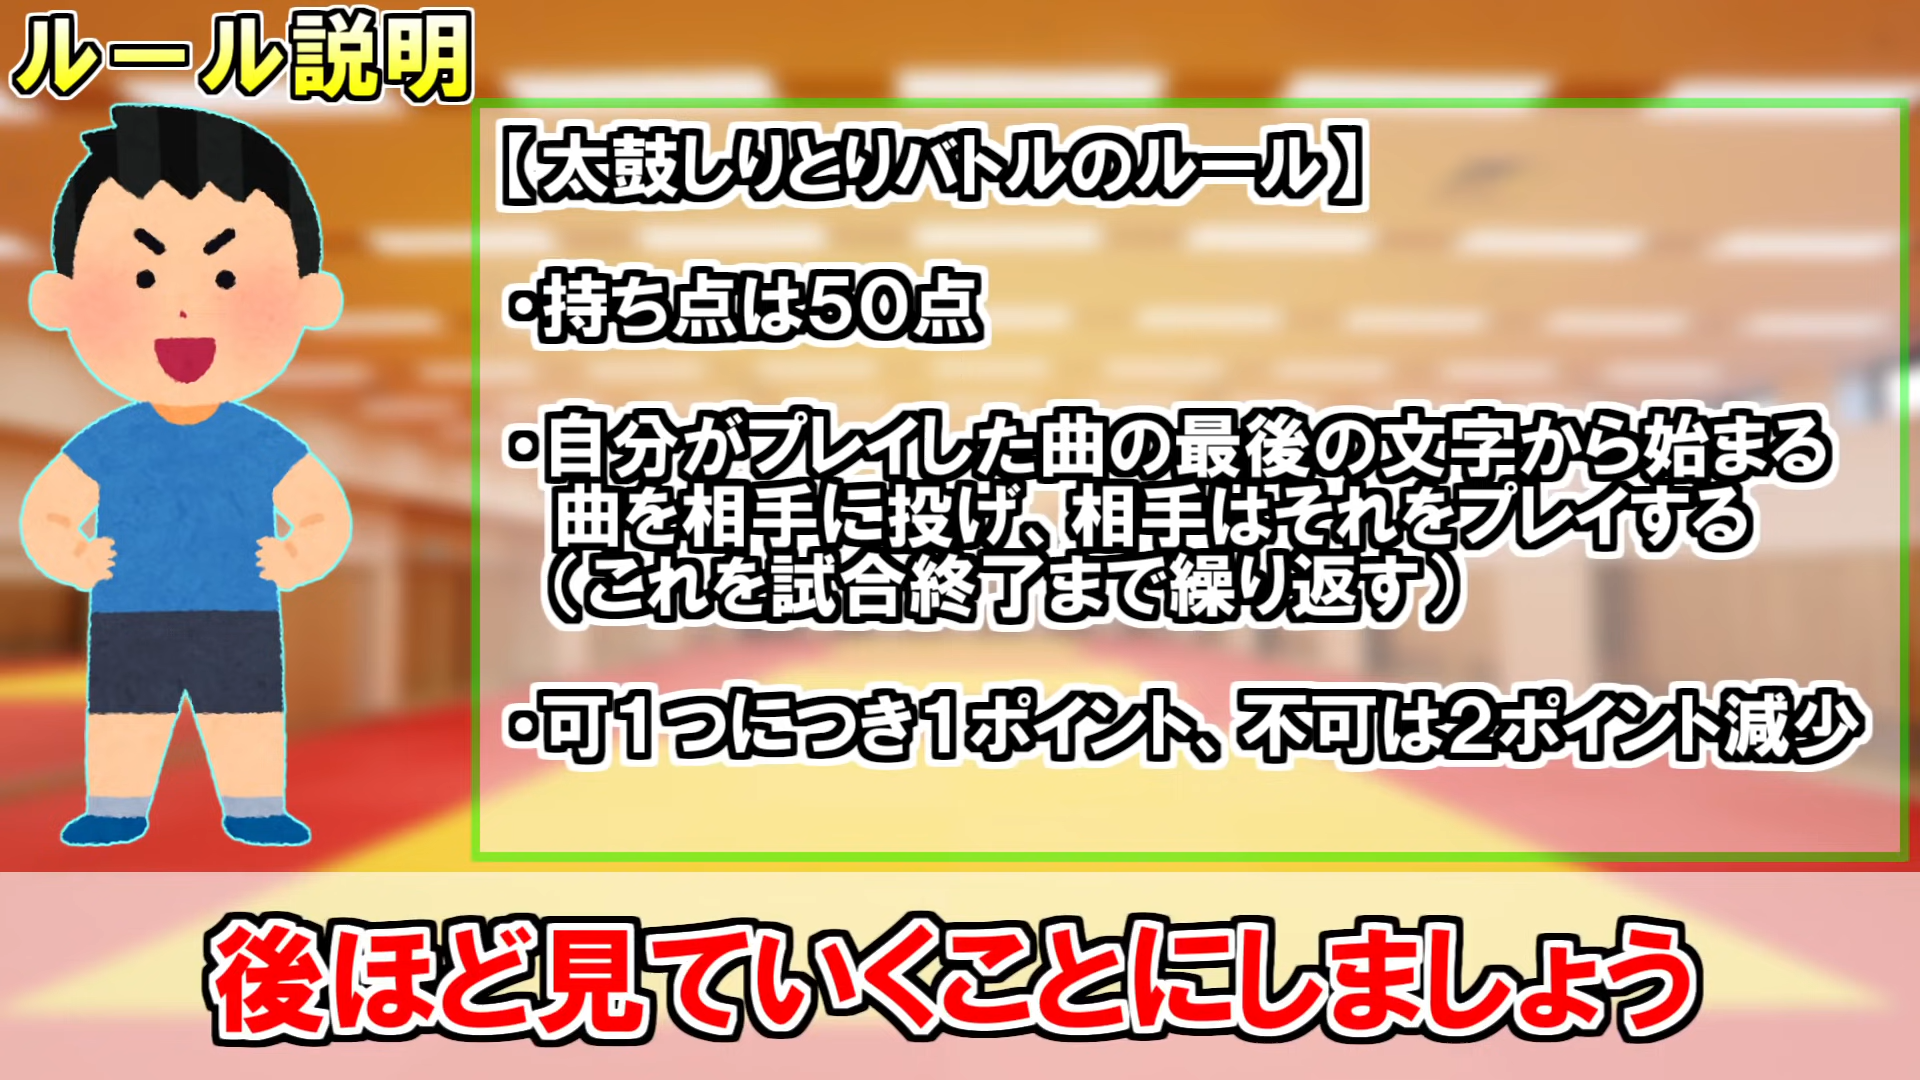 ルール説明
【太鼓しりとりバトルのルール】
・持ち点は50点
・自分がプレイした曲の最後の文字から始まる
曲を相手に投げ、相手はそれをプレイする
（これを試合終了まで繰り返す）
・可1つにつき1ポイント、不可は2ポイント減少
後ほど見ていくことにしましょう